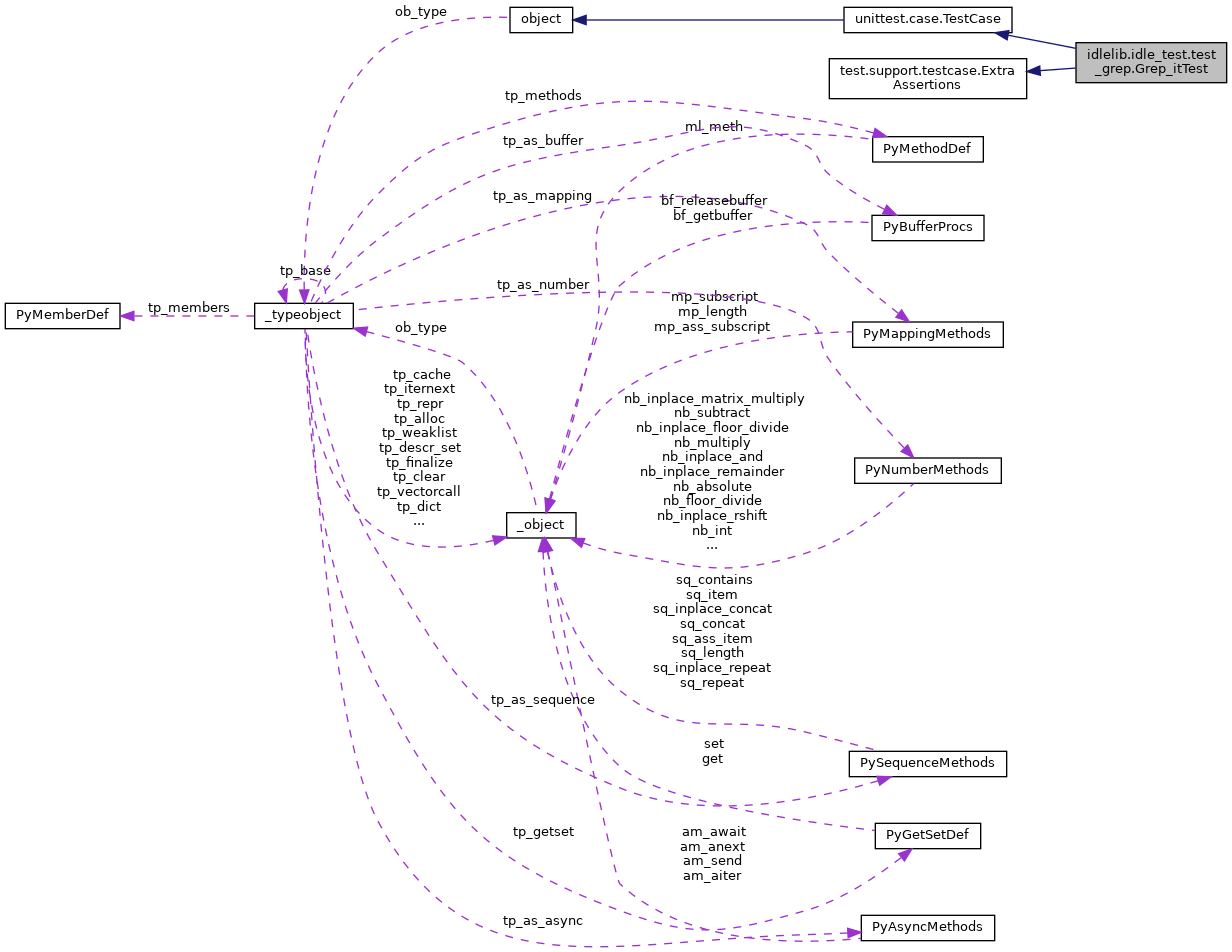 ob_type
object
unittest.case.TestCase
idlelib.idle_test.test
_grep.Grep_itTest
test.support.testcase.Extra
Assertions
tp_methods
ml_meth
tp_as_buffer
PyMethodDef
tp_as_mapping
bf_releasebuffer
bf_getbuffer
PyBufferProcs
tp_base
tp_as_number
mp_subscript
mp_length
mp_ass_subscript
PyMemberDef
tp_members
_typeobject
ob_type
PyMappingMethods
tp_cache
tp_iternext
tp_repr
tp_alloc
tp_weaklist
tp_descr_set
tp_finalize
tp_clear
tp_vectorcall
tp_dict
...
nb_inplace_matrix_multiply
nb_subtract
nb_inplace_floor_divide
nb_multiply
nb_inplace_and
nb_inplace_remainder
nb_absolute
nb_floor_divide
nb_inplace_rshift
nb_int
...
PyNumberMethods
_object
sq_contains
sq_item
sq_inplace_concat
sq_concat
sq_ass_item
sq_length
sq_inplace_repeat
sq_repeat
tp_as_sequence
set
get
PySequenceMethods
tp_getset
am_await
am_anext
am_send
am_aiter
PyGetSetDef
tp_as_async
PyAsyncMethods